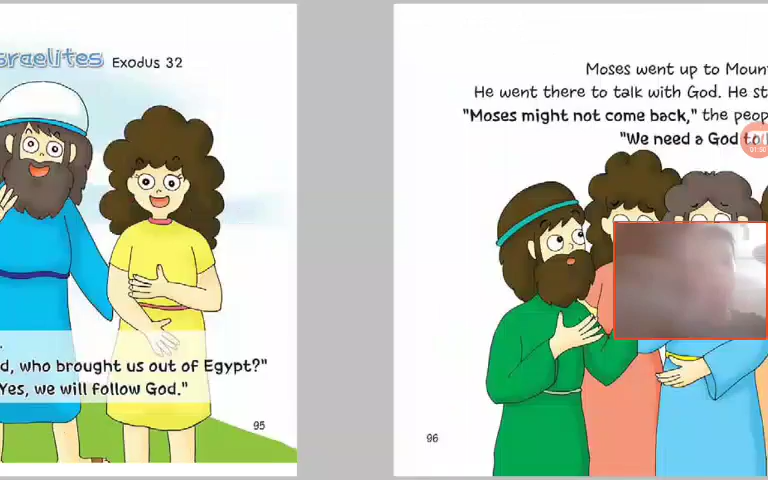 sraelites Exodus 32
d, who brought us out of Egypt?"
Yes, we will follow God."
95
Moses went up to Moun
He went there to talk with God. He st
"Moses might not come back," the peop
"We need a God to
96